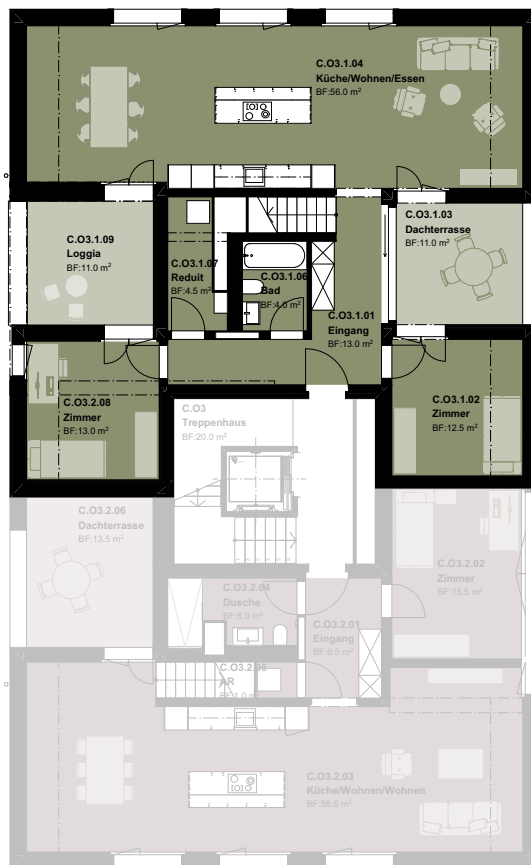 C.O3.1.04
Küche/Wohnen/Essen
BF:56.0 m²
C.O3.1.09
Loggia
BF:11.0 m²
C.O3.1.07
Reduit
BF:4.5 m²
C.O3.1.06
Bad
BF:4.0 m²
C.O3.1.03
Dachterrasse
BF:11.0 m²
C.O3.1.01
Eingang
BF:13.0 m²
C.O3.2.08
Zimmer
BF:13.0 m²
C.O3
Treppenhaus
BF:20.0 m²
C.O3.1.02
Zimmer
BF:12.5 m²
C.O3.2.06
Dachterrasse
BF:13.5 m²
C.O3.2.02
Zimmer
BF:15.5 m²
C.O3.2.04
Dusche
BF:6.0 m²
C.O3.2.01
Eingang
BF:6.5 m²
C.O3.2.05
AR
BF:1.0 m²
C.O3.2.03
Küche/Wohnen/Wohnen
BF:58.5 m²